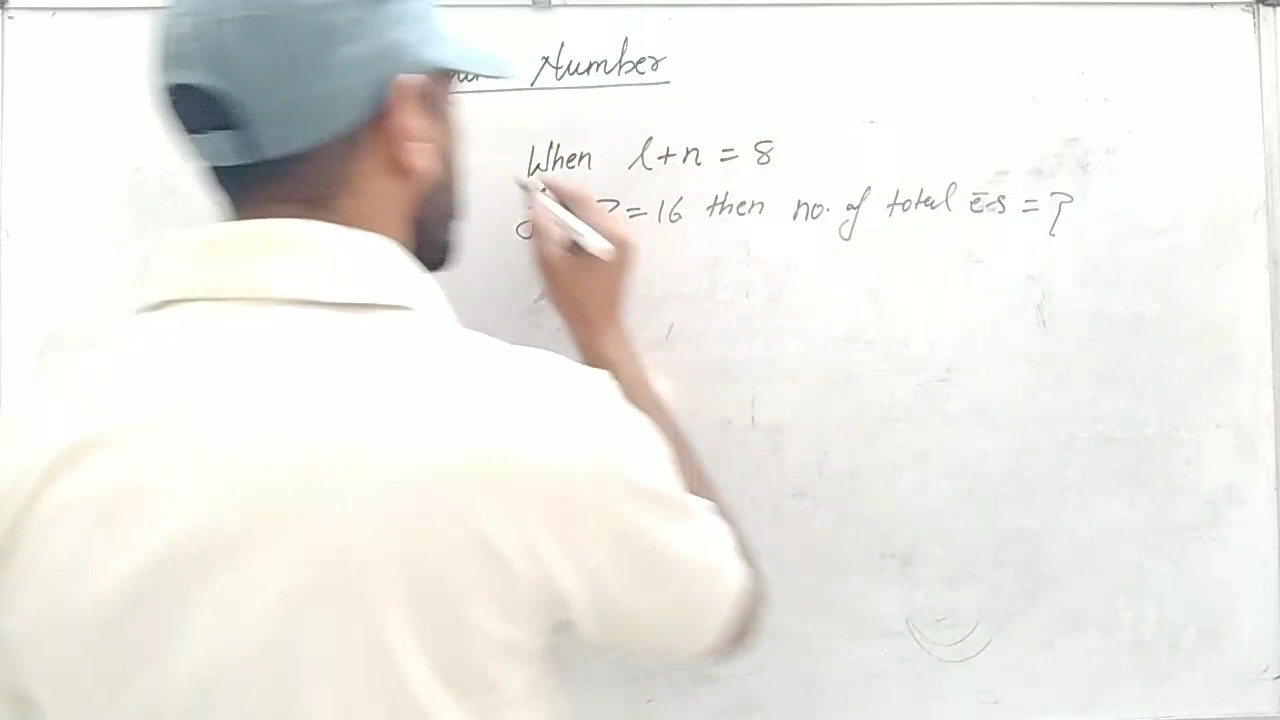 Number
When l+n = 8
= 16 then no. of total ēs = ?